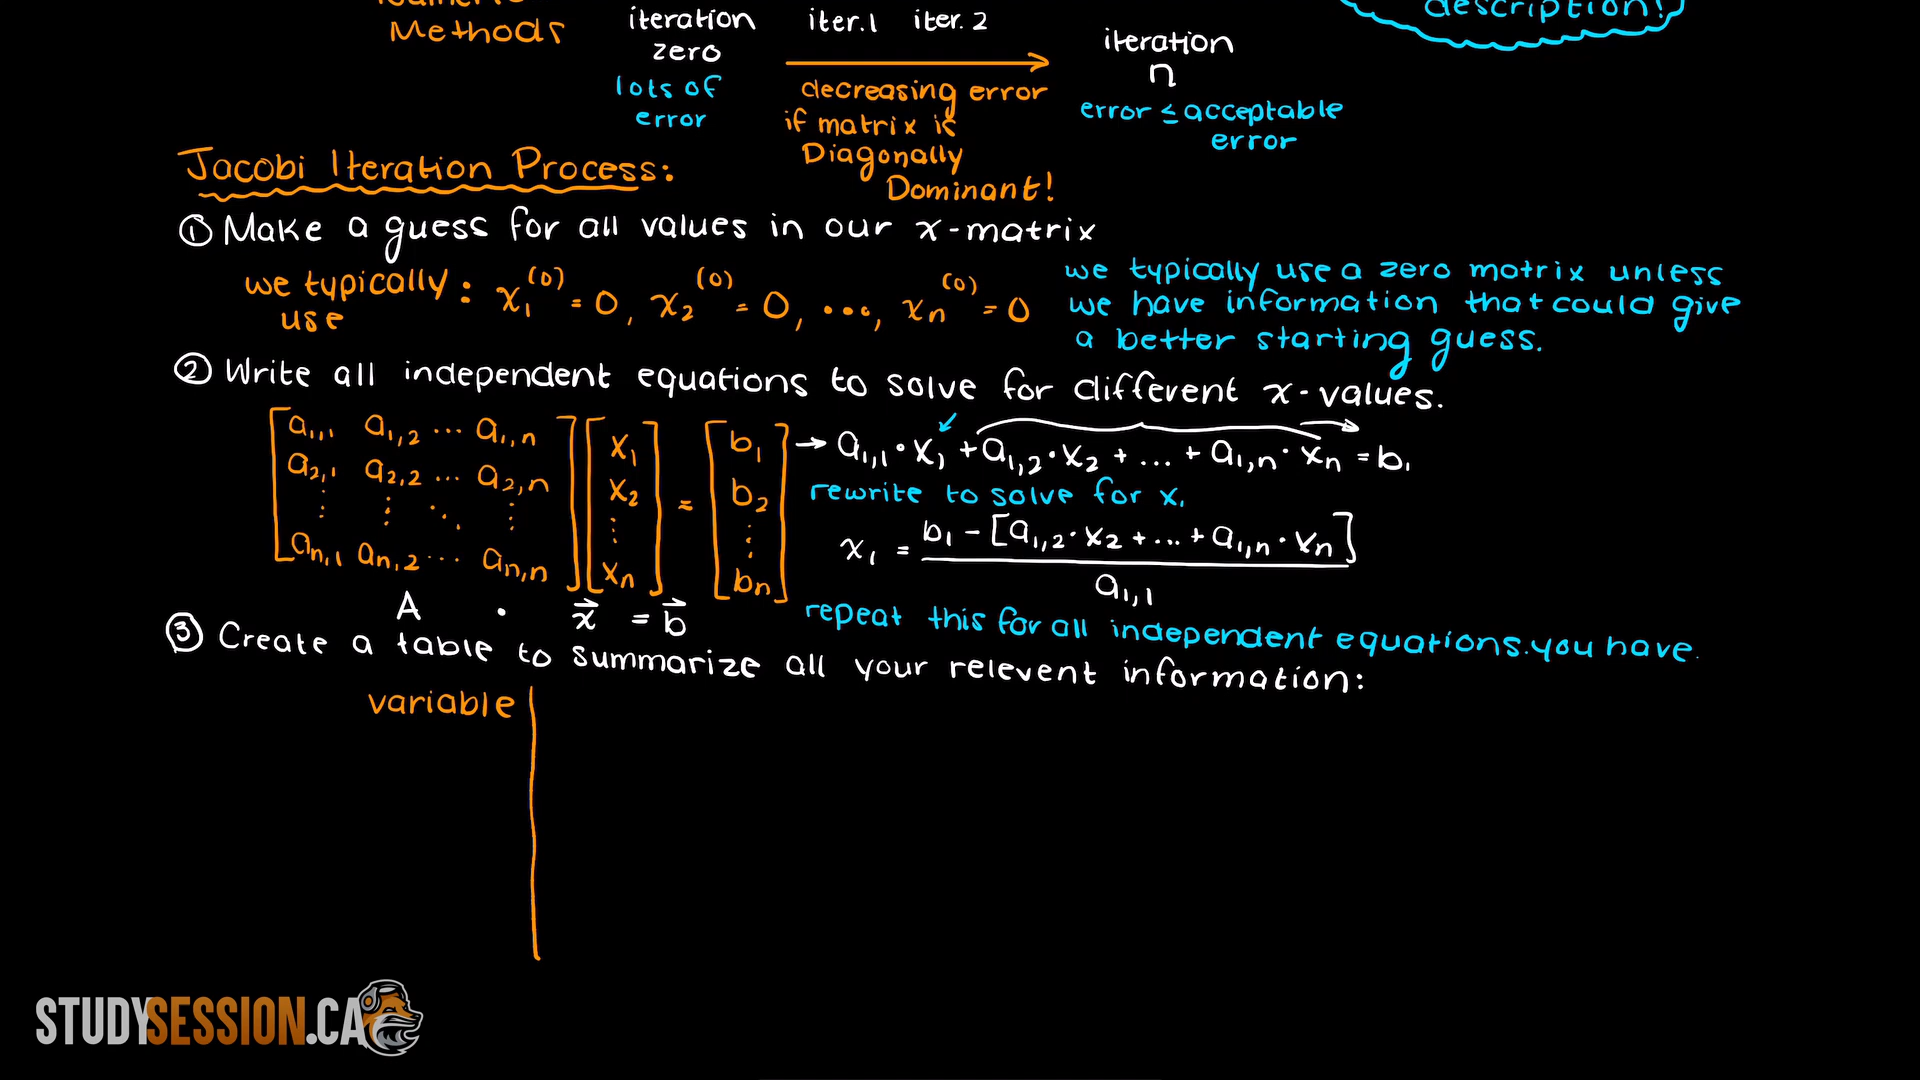 Methods
iteration zero
iter.1 iter. 2
iteration n
lots of error
decreasing error
if matrix is
Diagonally
Dominant!
error ≤ acceptable error
description!
Jacobi Iteration Process:
① Make a guess for all values in our x-matrix
we typically use : x₁⁽⁰⁾ = 0, x₂⁽⁰⁾ = 0, ..., xₙ⁽⁰⁾ = 0
we typically use a zero matrix unless
we have information that could give
a better starting guess.
② Write all independent equations to solve for different x-values.
[a₁,₁ a₁,₂ ... a₁,ₙ] [x₁] = [b₁] → a₁,₁ · x₁ + a₁,₂ · x₂ + ... + a₁,ₙ · xₙ = b₁
[a₂,₁ a₂,₂ ... a₂,ₙ] [x₂] [b₂]
⋮ ⋮ ⋱ ⋮ ⋮ ⋮
[aₙ,₁ aₙ,₂ ... aₙ,ₙ] [xₙ] [bₙ]
A · x⃗ = b⃗
rewrite to solve for x₁
x₁ = b₁ - [a₁,₂ · x₂ + ... + a₁,ₙ · xₙ] / a₁,₁
repeat this for all independent equations.you have.
③ Create a table to summarize all your relevent information:
variable
STUDYSESSION.CA